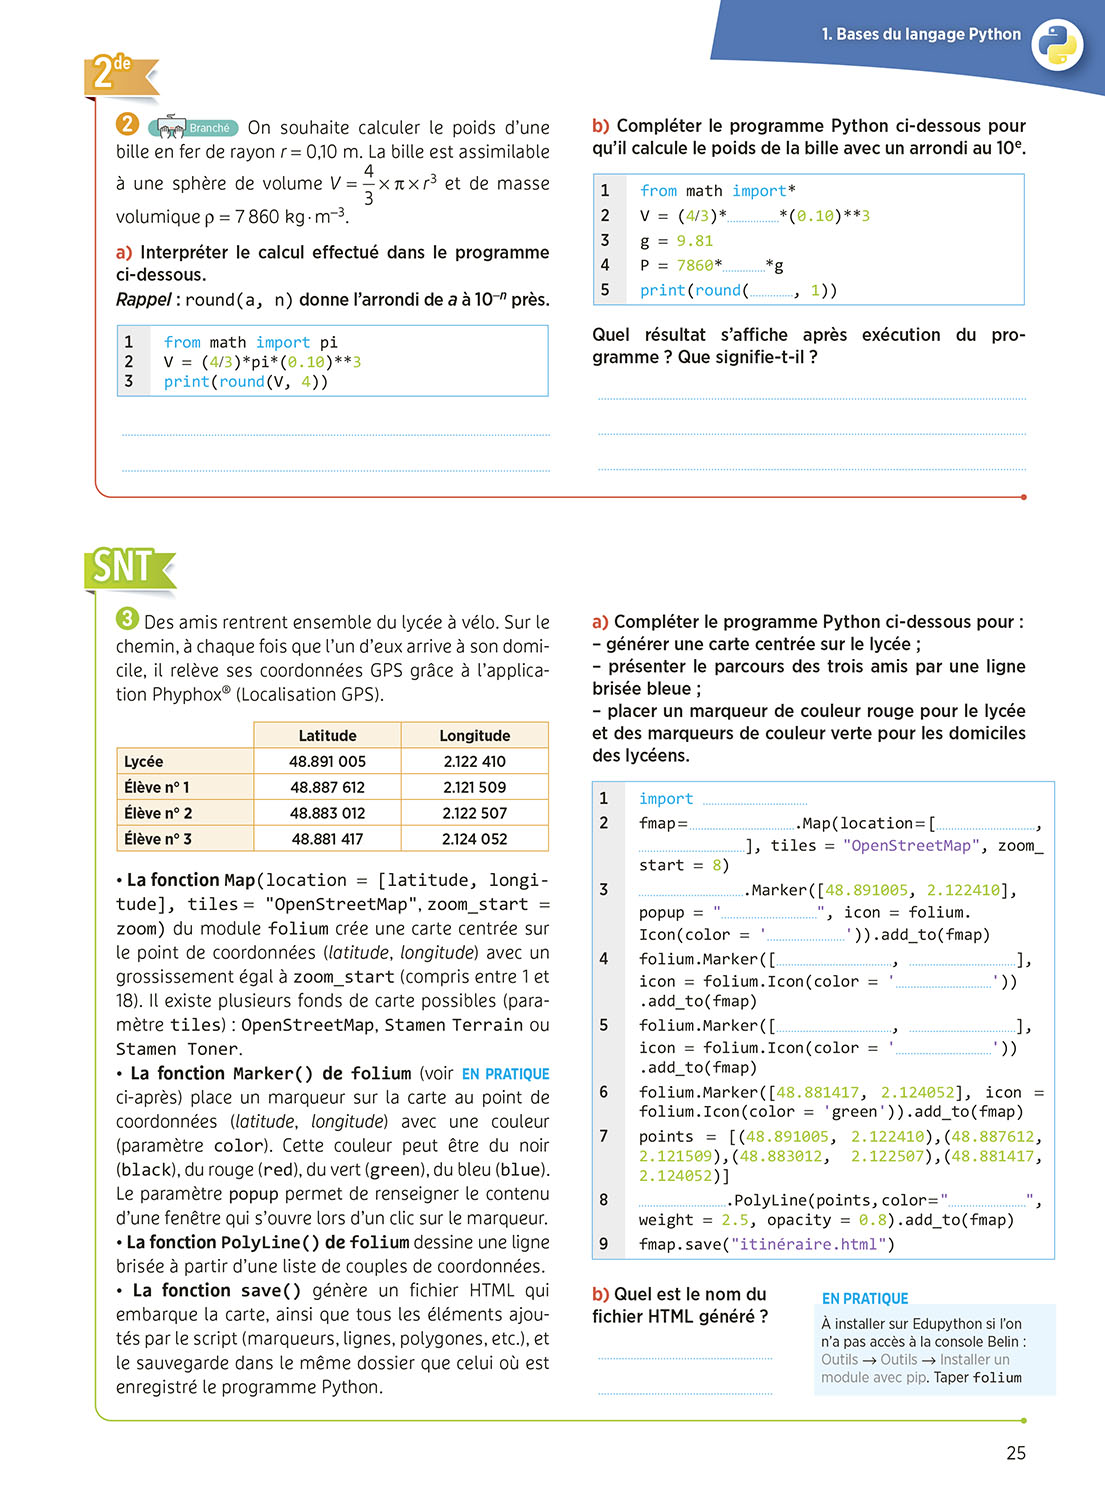 1. Bases du langage Python
2de
2 Branché On souhaite calculer le poids d’une
bille en fer de rayon r = 0,10 m. La bille est assimilable
à une sphère de volume V = 4/3 × π × r³ et de masse
volumique ρ = 7 860 kg · m⁻³.
a) Interpréter le calcul effectué dans le programme
ci-dessous.
Rappel : round(a, n) donne l’arrondi de a à 10⁻ⁿ près.
1 from math import pi
2 V = (4/3)*pi*(0.10)**3
3 print(round(V, 4))
b) Compléter le programme Python ci-dessous pour
qu’il calcule le poids de la bille avec un arrondi au 10e.
1 from math import*
2 V = (4/3)*...............*(0.10)**3
3 g = 9.81
4 P = 7860*............*g
5 print(round(............, 1))
Quel résultat s’affiche après exécution du pro-
gramme ? Que signifie-t-il ?
SNT
3 Des amis rentrent ensemble du lycée à vélo. Sur le
chemin, à chaque fois que l’un d’eux arrive à son domi-
cile, il relève ses coordonnées GPS grâce à l’applica-
tion Phyphox® (Localisation GPS).
Latitude Longitude
Lycée 48.891 005 2.122 410
Élève n° 1 48.887 612 2.121 509
Élève n° 2 48.883 012 2.122 507
Élève n° 3 48.881 417 2.124 052
• La fonction Map(location = [latitude, longi-
tude], tiles = "OpenStreetMap", zoom_start =
zoom) du module folium crée une carte centrée sur
le point de coordonnées (latitude, longitude) avec un
grossissement égal à zoom_start (compris entre 1 et
18). Il existe plusieurs fonds de carte possibles (para-
mètre tiles) : OpenStreetMap, Stamen Terrain ou
Stamen Toner.
• La fonction Marker() de folium (voir EN PRATIQUE
ci-après) place un marqueur sur la carte au point de
coordonnées (latitude, longitude) avec une couleur
(paramètre color). Cette couleur peut être du noir
(black), du rouge (red), du vert (green), du bleu (blue).
Le paramètre popup permet de renseigner le contenu
d’une fenêtre qui s’ouvre lors d’un clic sur le marqueur.
• La fonction PolyLine() de folium dessine une ligne
brisée à partir d’une liste de couples de coordonnées.
• La fonction save() génère un fichier HTML qui
embarque la carte, ainsi que tous les éléments ajou-
tés par le script (marqueurs, lignes, polygones, etc.), et
le sauvegarde dans le même dossier que celui où est
enregistré le programme Python.
a) Compléter le programme Python ci-dessous pour :
– générer une carte centrée sur le lycée ;
– présenter le parcours des trois amis par une ligne
brisée bleue ;
– placer un marqueur de couleur rouge pour le lycée
et des marqueurs de couleur verte pour les domiciles
des lycéens.
1 import ..............................
2 fmap=..............................Map(location=[............................,
..............................], tiles = "OpenStreetMap", zoom_
start = 8)
3 ..............................Marker([48.891005, 2.122410],
popup = "...........................", icon = folium.
Icon(color = '......................')).add_to(fmap)
4 folium.Marker([................................, ..............................],
icon = folium.Icon(color = '...........................'))
.add_to(fmap)
5 folium.Marker([................................, ..............................],
icon = folium.Icon(color = '...........................'))
.add_to(fmap)
6 folium.Marker([48.881417, 2.124052], icon =
folium.Icon(color = 'green')).add_to(fmap)
7 points = [(48.891005, 2.122410),(48.887612,
2.121509),(48.883012, 2.122507),(48.881417,
2.124052)]
8 .........................PolyLine(points,color="......................",
weight = 2.5, opacity = 0.8).add_to(fmap)
9 fmap.save("itinéraire.html")
b) Quel est le nom du
fichier HTML généré ?
EN PRATIQUE
À installer sur Edupython si l’on
n’a pas accès à la console Belin :
Outils → Outils → Installer un
module avec pip. Taper folium
25